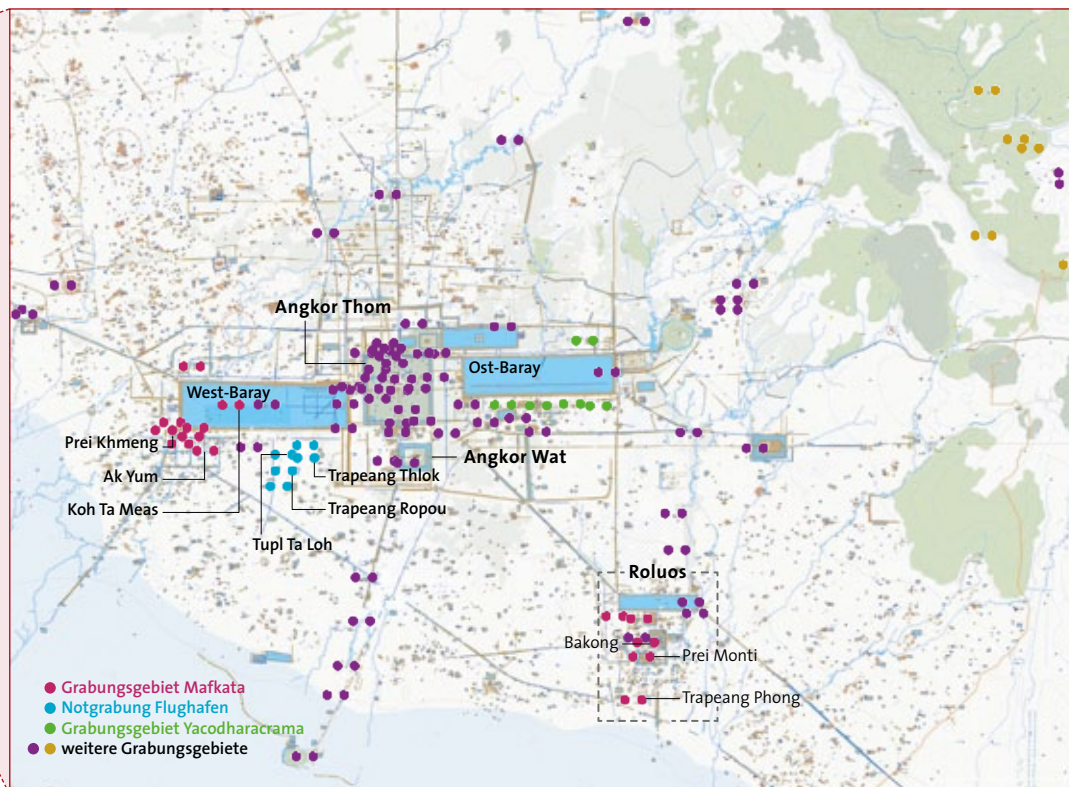 Angkor Thom
West-Baray
Ost-Baray
Prei Khmeng
Ak Yum
Koh Ta Meas
Angkor Wat
Trapeang Thlok
Trapeang Ropou
Tupl Ta Loh
Roluos
Bakong
Prei Monti
Trapeang Phong
Grabungsgebiet Mafkata
Notgrabung Flughafen
Grabungsgebiet Yacodharacrama
weitere Grabungsgebiete